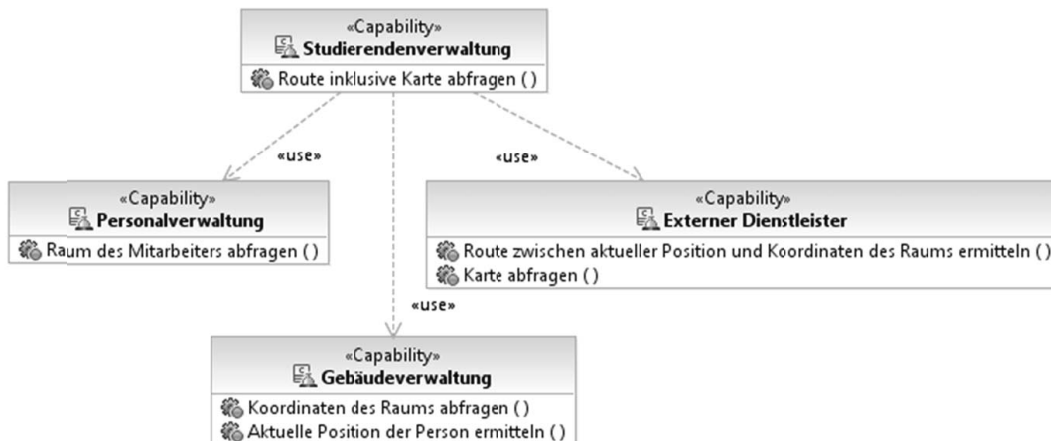 «Capability»
Studierendenverwaltung
Route inklusive Karte abfragen ( )
«use»
«use»
«Capability»
Personalverwaltung
Raum des Mitarbeiters abfragen ( )
«Capability»
Externer Dienstleister
Route zwischen aktueller Position und Koordinaten des Raums ermitteln ( )
Karte abfragen ( )
«use»
«Capability»
Gebäudeverwaltung
Koordinaten des Raums abfragen ( )
Aktuelle Position der Person ermitteln ( )